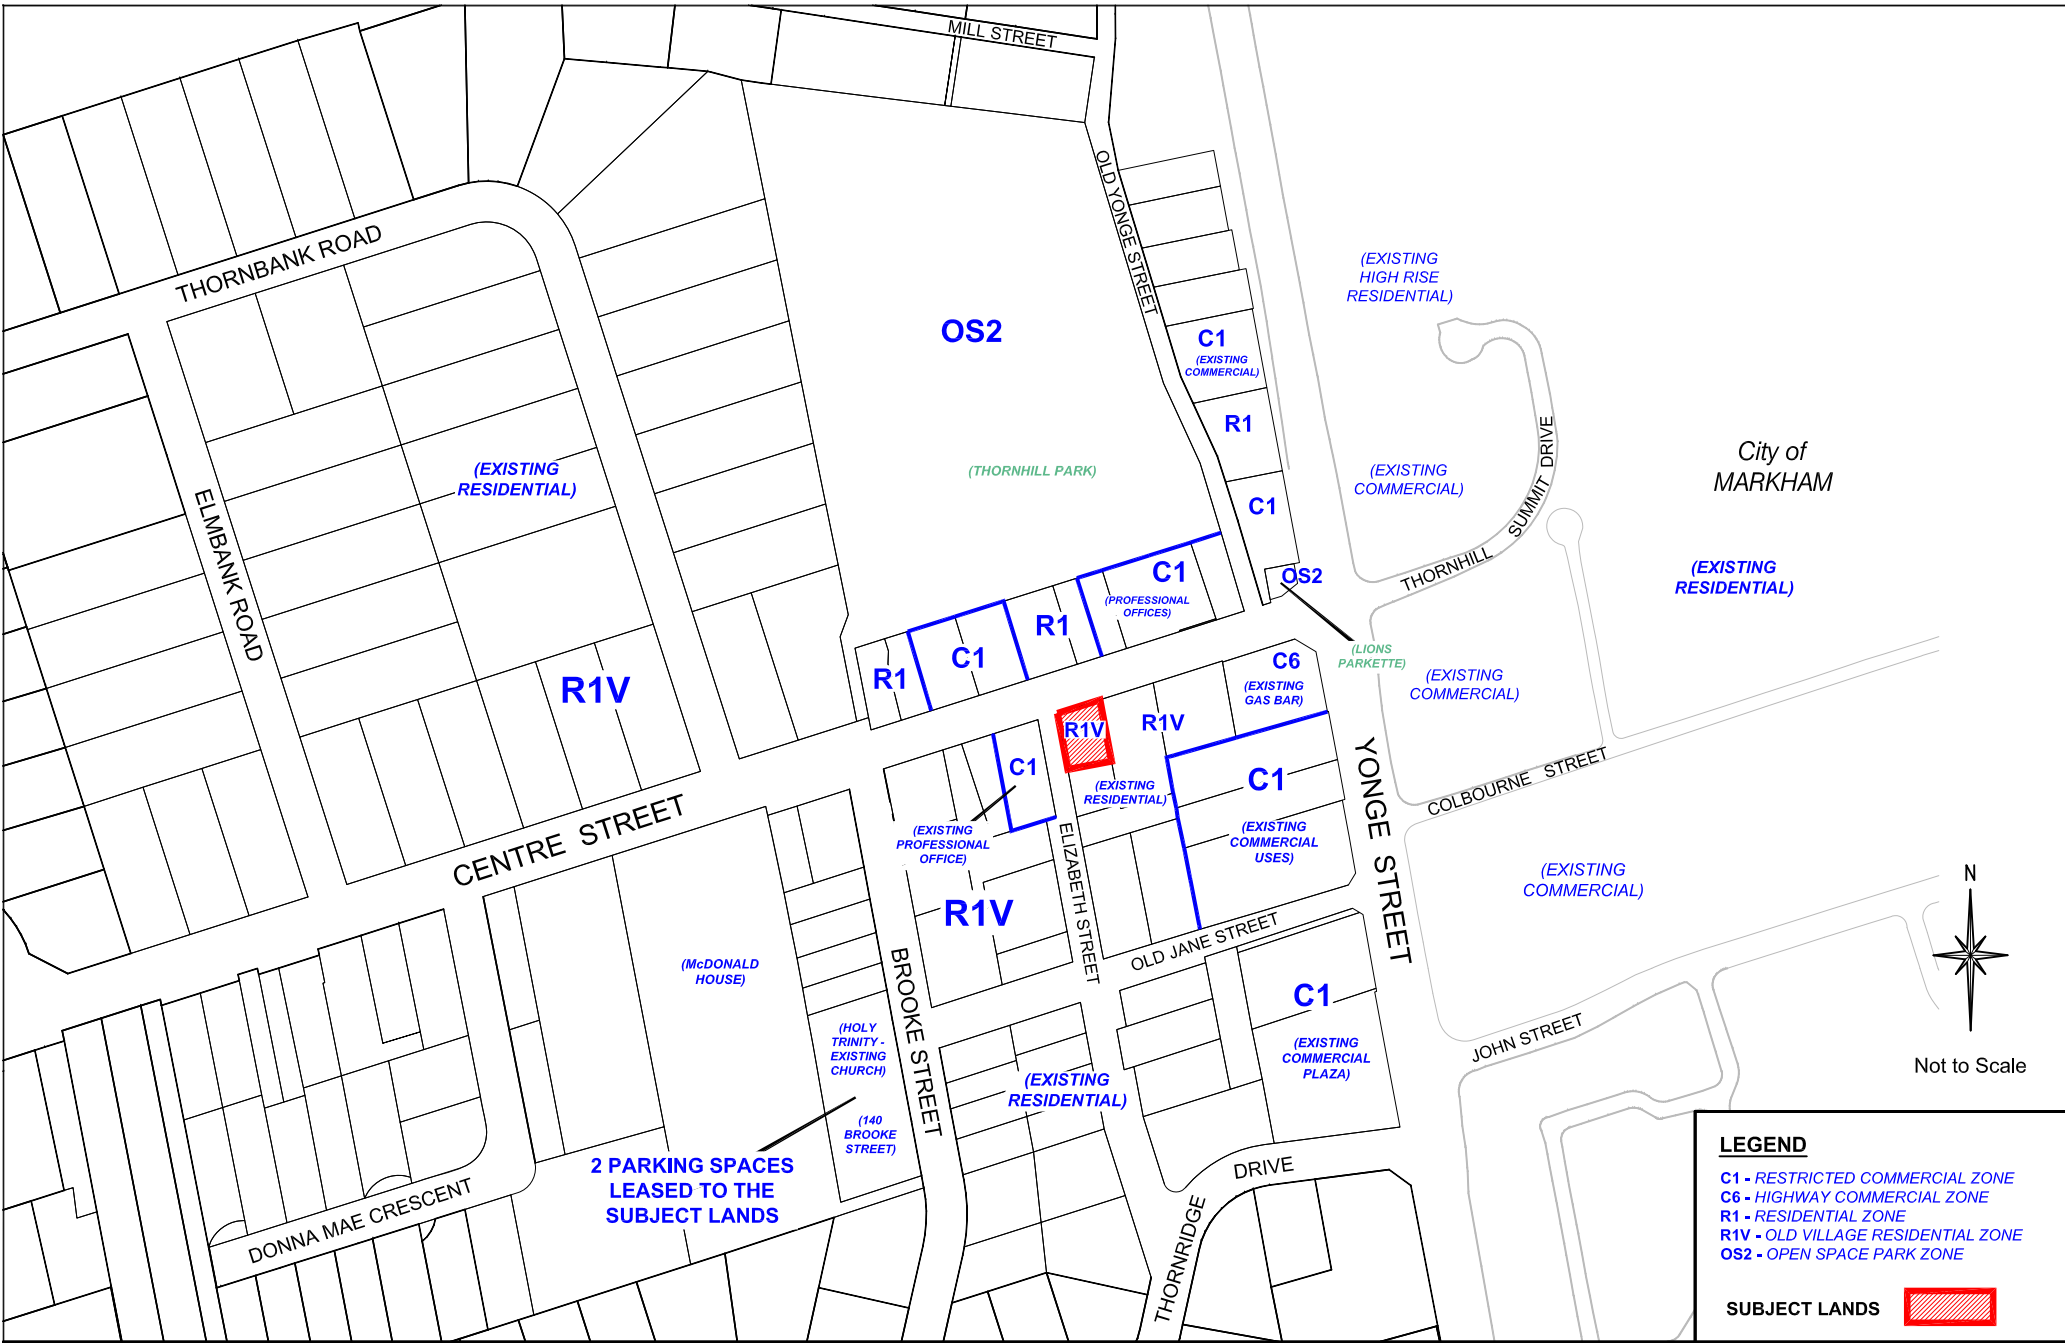 MILL STREET
OLD YONGE STREET
THORNBANK ROAD
(EXISTING
HIGH RISE
RESIDENTIAL)
OS2
C1
(EXISTING
COMMERCIAL)
R1
THORNHILL SUMMIT DRIVE
City of
MARKHAM
(THORNHILL PARK)
(EXISTING
RESIDENTIAL)
(EXISTING
COMMERCIAL)
C1
ELMBANK ROAD
OS2
C1
(PROFESSIONAL
OFFICES)
(EXISTING
RESIDENTIAL)
R1
C1
R1
(LIONS
PARKETTE)
C6
(EXISTING
GAS BAR)
(EXISTING
COMMERCIAL)
R1V
R1V
R1V
C1
C1
(EXISTING
RESIDENTIAL)
YONGE STREET
COLBOURNE STREET
CENTRE STREET
(EXISTING
PROFESSIONAL
OFFICE)
ELIZABETH STREET
(EXISTING
COMMERCIAL
USES)
(EXISTING
COMMERCIAL)
R1V
OLD JANE STREET
N
(McDONALD
HOUSE)
BROOKE STREET
C1
(HOLY
TRINITY -
EXISTING
CHURCH)
(EXISTING
COMMERCIAL
PLAZA)
JOHN STREET
Not to Scale
(EXISTING
RESIDENTIAL)
(140
BROOKE
STREET)
2 PARKING SPACES
LEASED TO THE
SUBJECT LANDS
DONNA MAE CRESCENT
THORNRIDGE DRIVE
LEGEND
C1 - RESTRICTED COMMERCIAL ZONE
C6 - HIGHWAY COMMERCIAL ZONE
R1 - RESIDENTIAL ZONE
R1V - OLD VILLAGE RESIDENTIAL ZONE
OS2 - OPEN SPACE PARK ZONE
SUBJECT LANDS